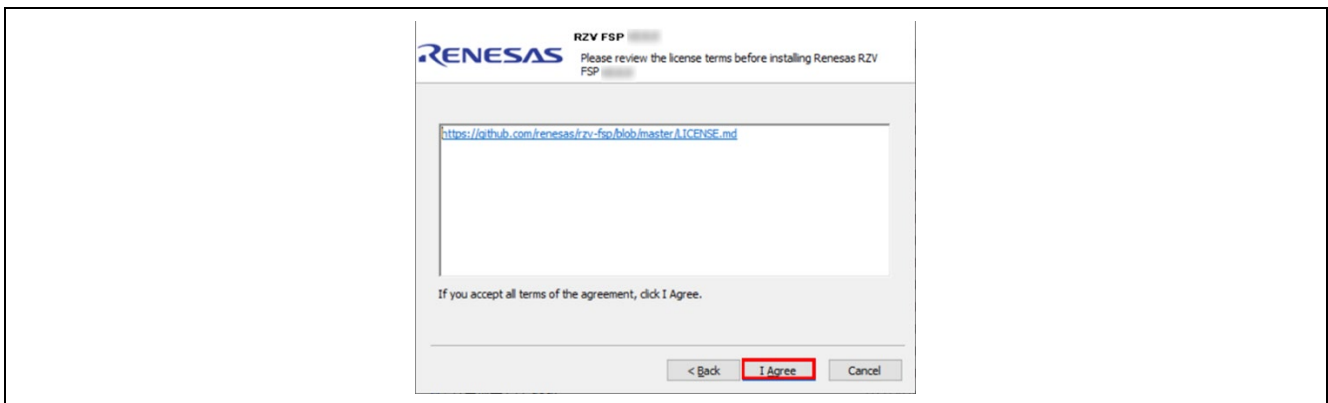 RENESAS
RZV FSP
Please review the license terms before installing Renesas RZV
FSP
https://github.com/renesas/rzv-fsp/blob/master/LICENSE.md
If you accept all terms of the agreement, click I Agree.
< Back I Agree Cancel